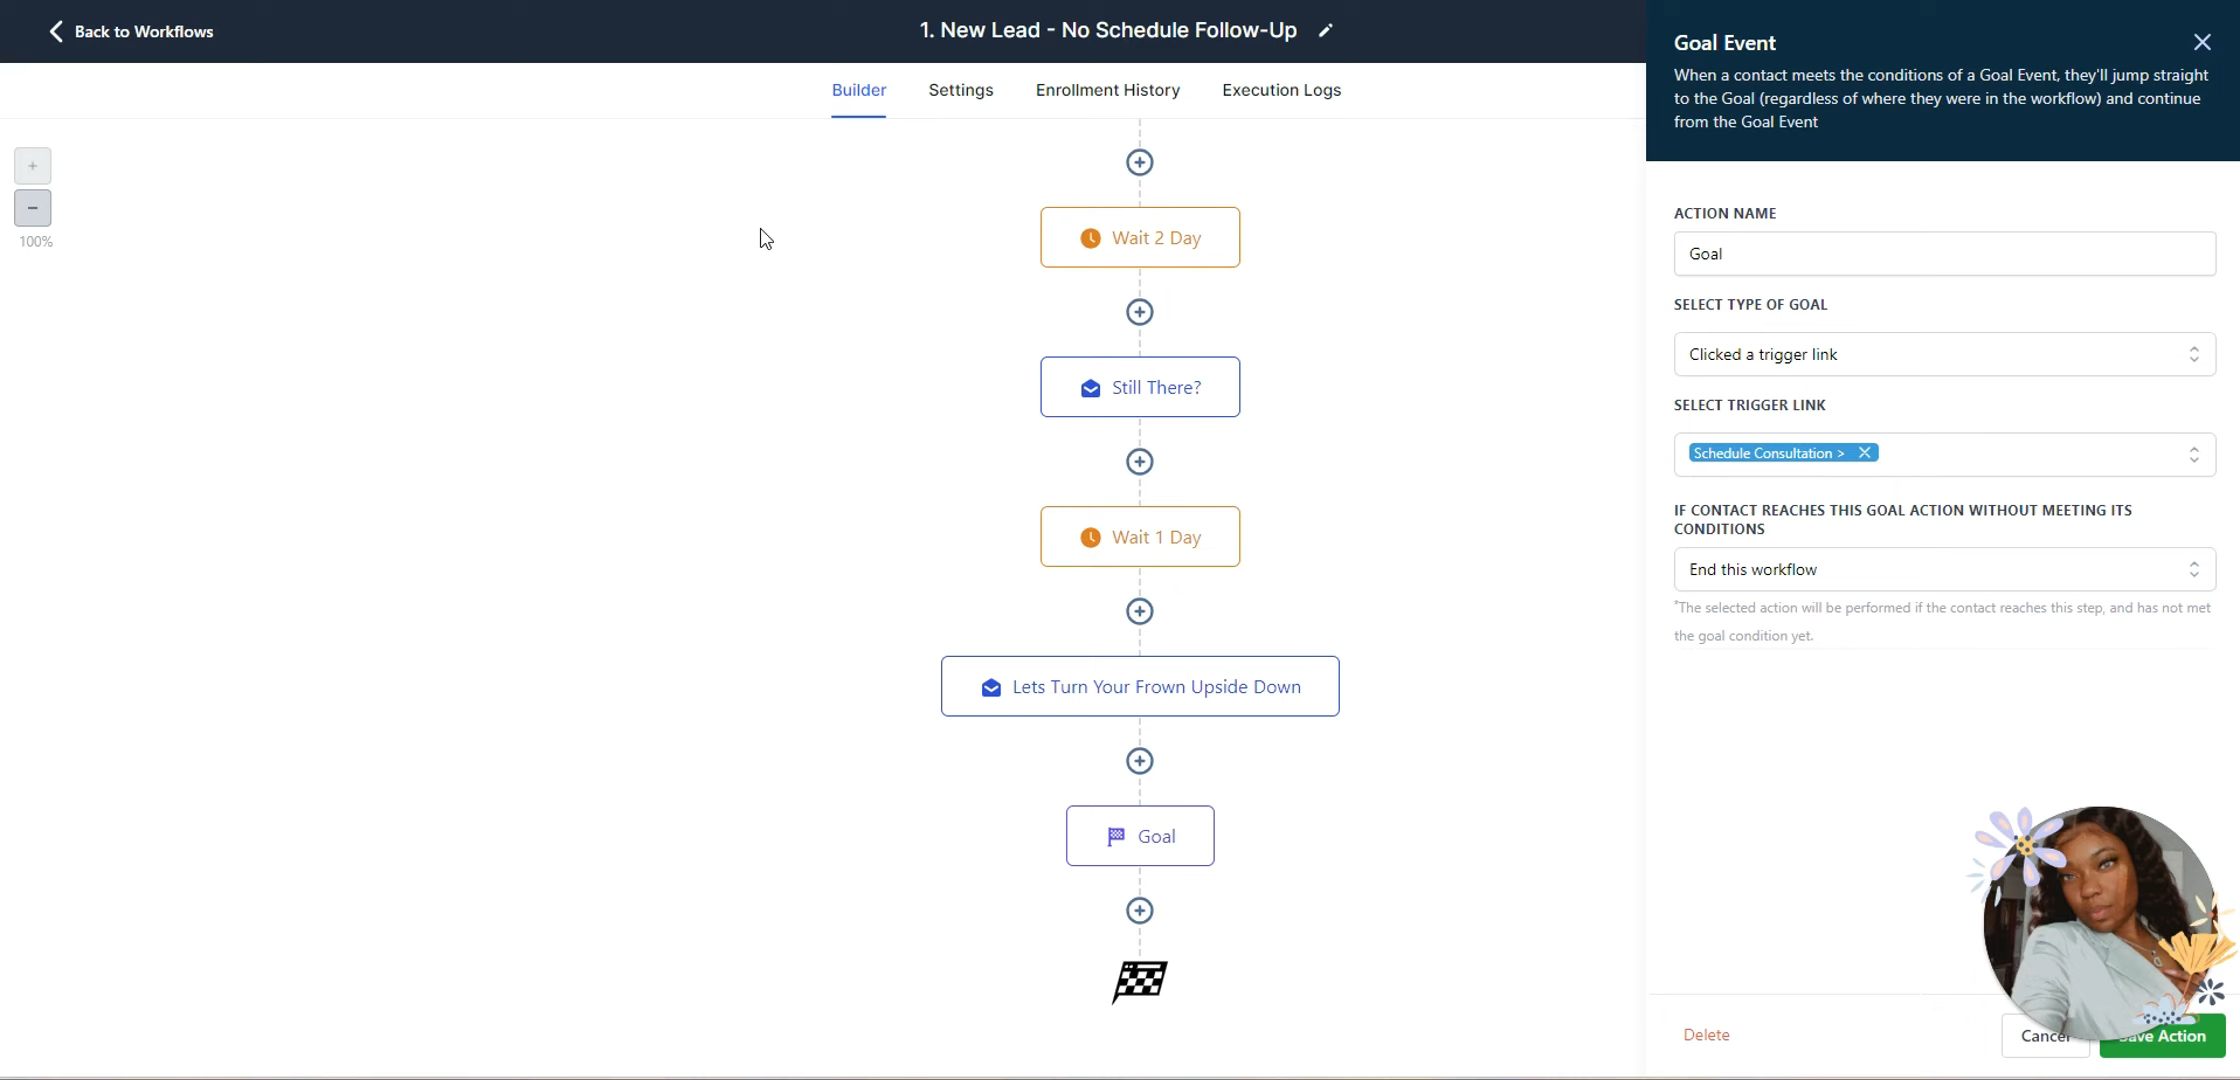 Back to Workflows
1. New Lead - No Schedule Follow-Up
Builder
Settings
Enrollment History
Execution Logs
+
−
100%
Wait 2 Day
Still There?
Wait 1 Day
Lets Turn Your Frown Upside Down
Goal
Goal Event
When a contact meets the conditions of a Goal Event, they'll jump straight
to the Goal (regardless of where they were in the workflow) and continue
from the Goal Event
ACTION NAME
Goal
SELECT TYPE OF GOAL
Clicked a trigger link
SELECT TRIGGER LINK
Schedule Consultation >
IF CONTACT REACHES THIS GOAL ACTION WITHOUT MEETING ITS
CONDITIONS
End this workflow
*The selected action will be performed if the contact reaches this step, and has not met
the goal condition yet.
Delete
Cancel
Save Action